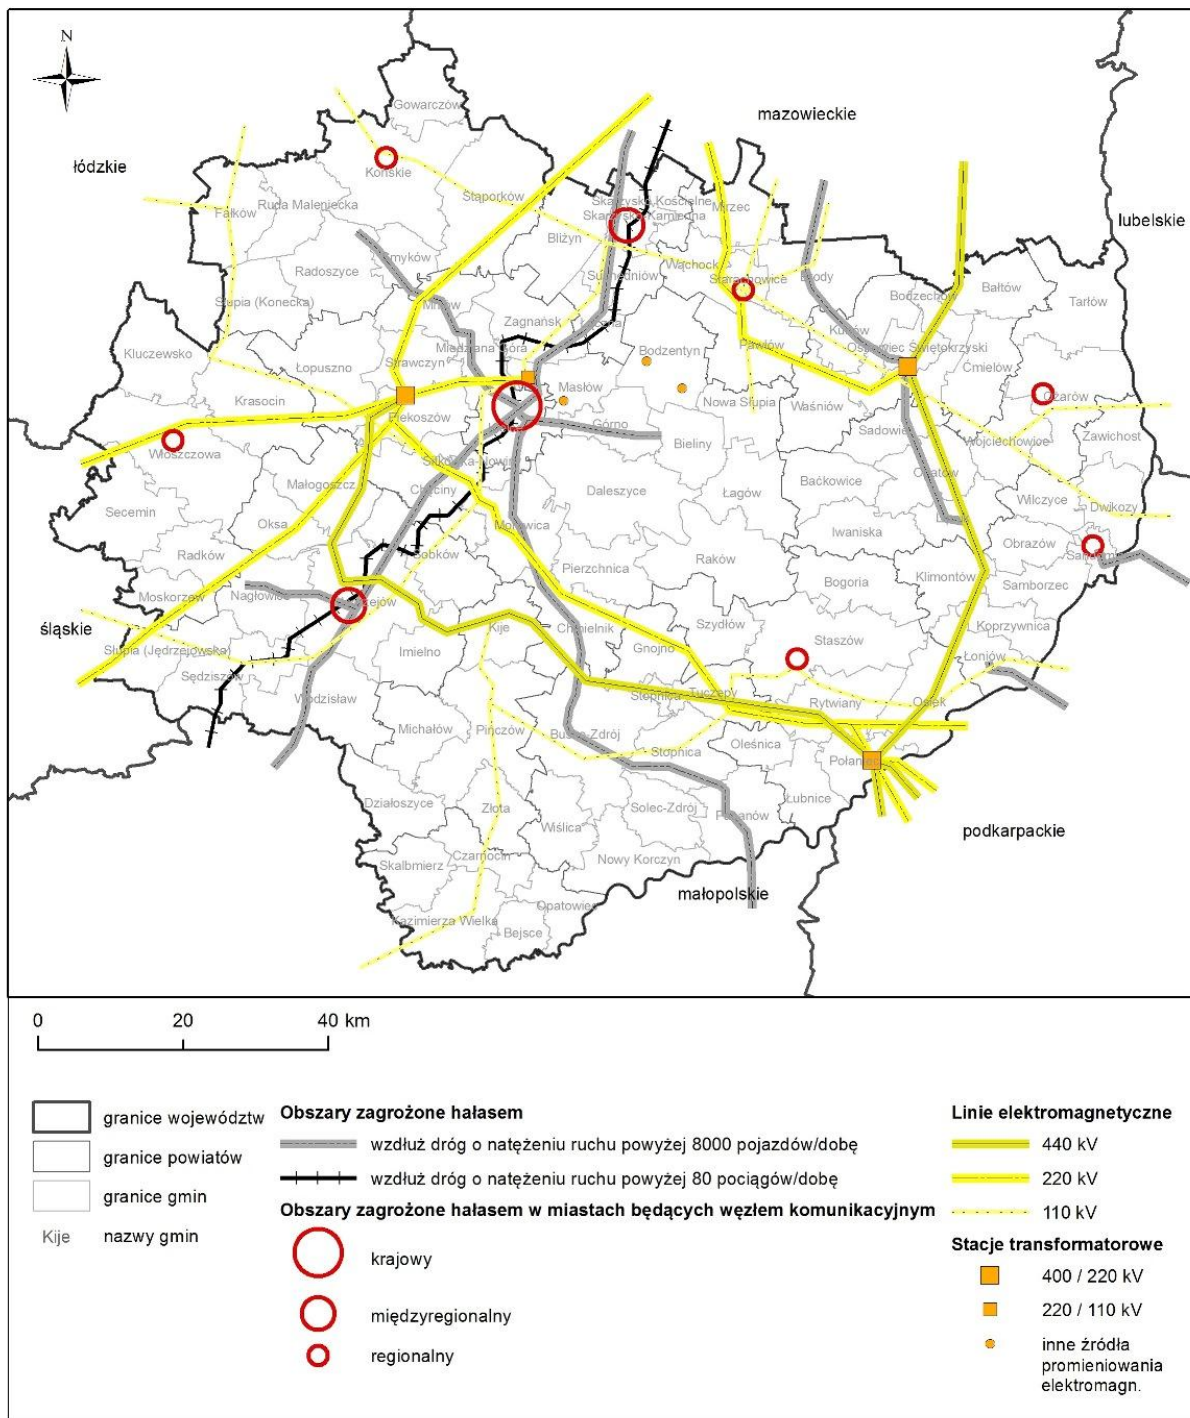 N
Gowarczów
mazowieckie
łódzkie
Końskie
Stąporków
Skarżysko Kościelne
Mirzec
Ruda Maleniecka
Fałków
lubelskie
Bliżyn
Wąchock
Smyków
Radoszyce
Suchedniów
Starachowice
Brody
Bałtów
Bodzechów
Tarłów
Słupia (Konecka)
Mniów
Zagnańsk
Łączna
Kunów
Kluczewsko
Miedziana Góra
Bodzentyn
Pawłów
Ostrowiec Świętokrzyski
Łopuszno
Strawczyn
Ćmielów
Masłów
Krasocin
Nowa Słupia
Waśniów
Ożarów
Piekoszów
Górno
Sadowie
Wojciechowice
Zawichost
Włoszczowa
Bieliny
Sitkówka-Nowiny
Opatów
Małogoszcz
Chęciny
Daleszyce
Łagów
Baćkowice
Wilczyce
Dwikozy
Secemin
Oksa
Morawica
Iwaniska
Obrazów
Radków
Sobków
Pierzchnica
Raków
Bogoria
Klimontów
Samborzec
Moskorzew
Nagłowice
Jędrzejów
śląskie
Kije
Chmielnik
Szydłów
Staszów
Koprzywnica
Słupia (Jędrzejowska)
Imielno
Gnojno
Łoniów
Sędziszów
Wodzisław
Stopnica
Tuczępy
Rytwiany
Osiek
Michałów
Pińczów
Busko-Zdrój
Stopnica
Oleśnica
Połaniec
Działoszyce
Złota
Solec-Zdrój
Pacanów
Łubnice
Wiślica
podkarpackie
Czarnocin
Skalbmierz
Nowy Korczyn
małopolskie
Opatowiec
Kazimierza Wielka
Bejsce
0 20 40 km
granice województw
granice powiatów
granice gmin
Kije nazwy gmin
Obszary zagrożone hałasem
wzdłuż dróg o natężeniu ruchu powyżej 8000 pojazdów/dobę
wzdłuż dróg o natężeniu ruchu powyżej 80 pociągów/dobę
Obszary zagrożone hałasem w miastach będących węzłem komunikacyjnym
krajowy
międzyregionalny
regionalny
Linie elektromagnetyczne
440 kV
220 kV
110 kV
Stacje transformatorowe
400 / 220 kV
220 / 110 kV
inne źródła
promieniowania
elektromagn.